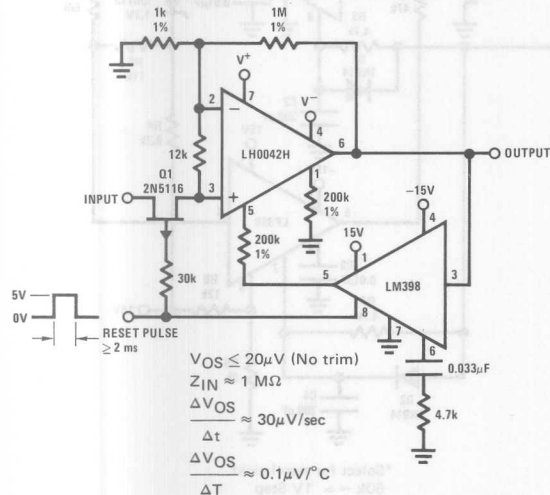 1k
1%
1M
1%
V+
7
2
−
V−
4
6
OUTPUT
12k
LH0042H
Q1
2N5116
INPUT
3
+
1
5
200k
1%
200k
1%
−15V
4
15V
1
30k
5
LM398
3
5V
0V
RESET PULSE
≥2 ms
8
7
6
0.033μF
4.7k
VOS ≤ 20μV (No trim)
ZIN ≈ 1 MΩ
ΔVOS
Δt
≈ 30μV/sec
ΔVOS
ΔT
≈ 0.1μV/°C